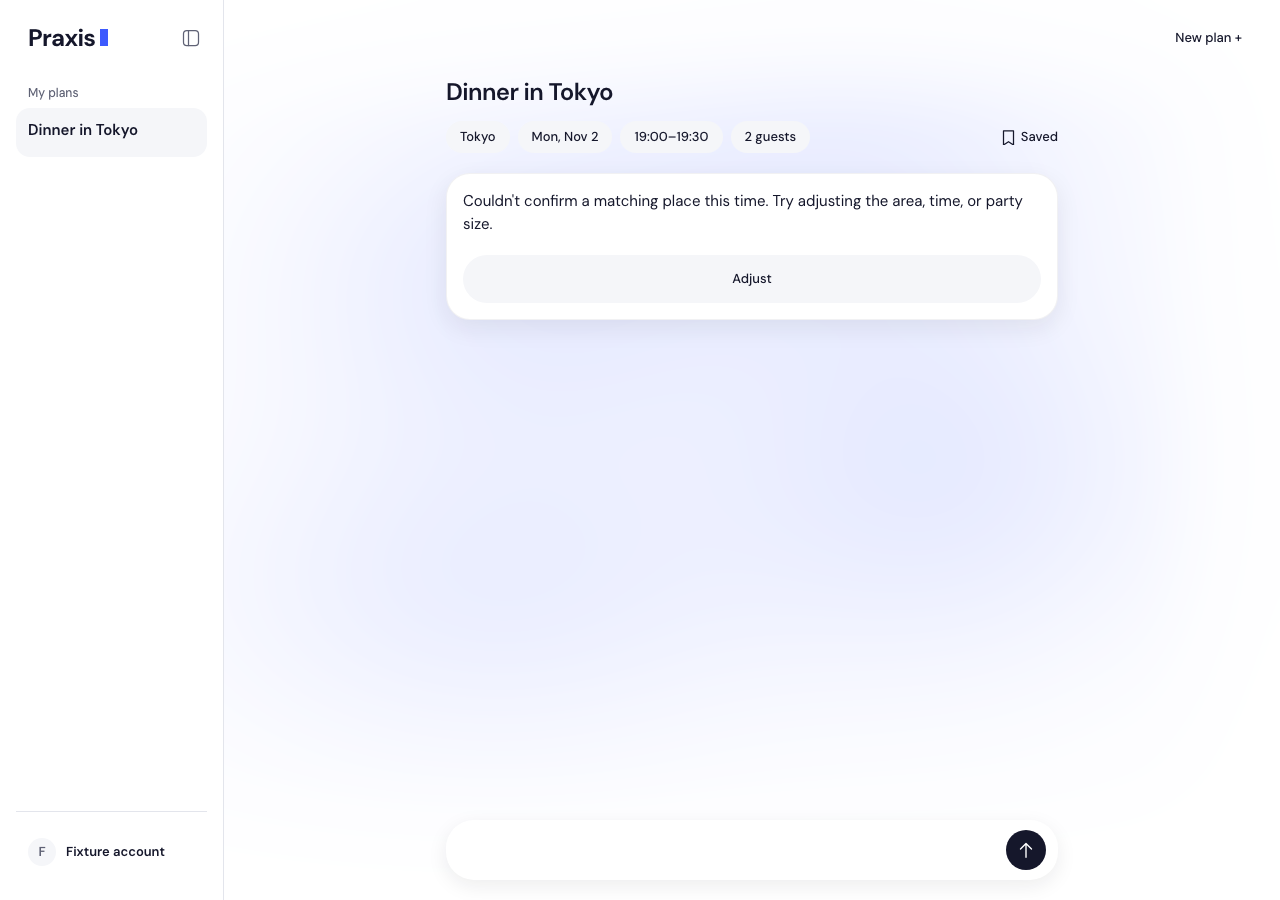 Praxis
New plan +
My plans
Dinner in Tokyo
Dinner in Tokyo
Tokyo
Mon, Nov 2
19:00–19:30
2 guests
Saved
Couldn't confirm a matching place this time. Try adjusting the area, time, or party
size.
Adjust
F
Fixture account